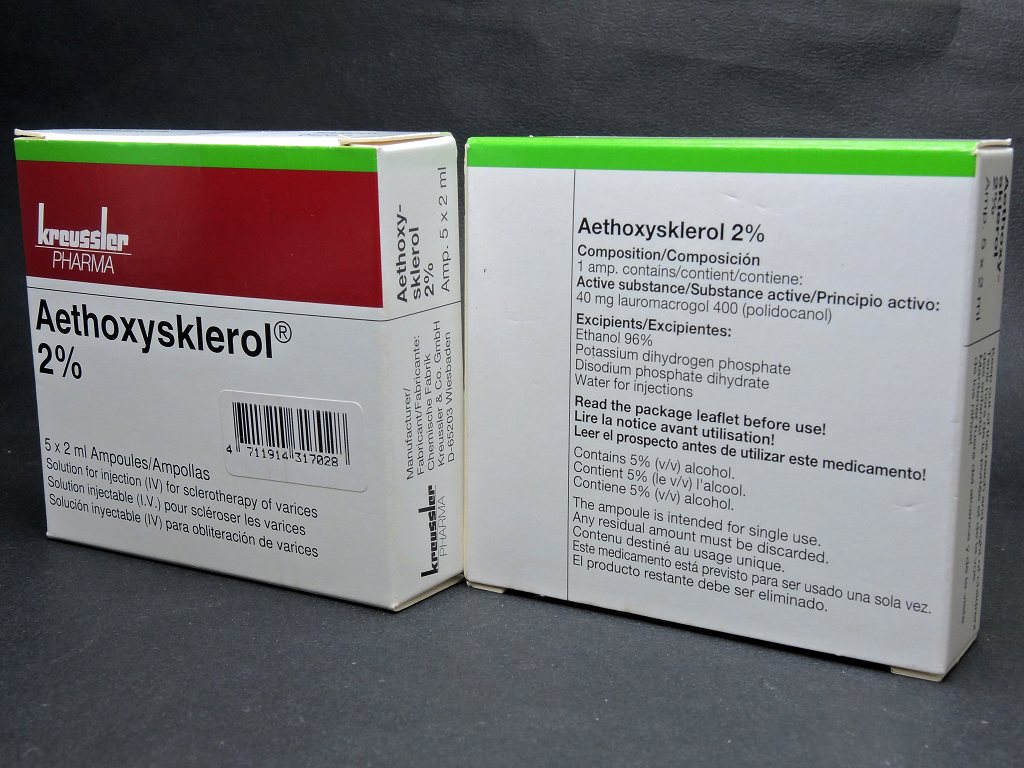 kreussler
PHARMA
Aethoxysklerol®
2%
4 711914 317028
5 x 2 ml Ampoules/Ampollas
Solution for injection (IV) for sclerotherapy of varices
Solution injectable (I.V.) pour scléroser les varices
Solución inyectable (IV) para obliteración de varices
Aethoxy-
sklerol
2%
Amp. 5 x 2 ml
Manufacturer/
Fabricant/Fabricante:
Chemische Fabrik
Kreussler & Co. GmbH
D-65203 Wiesbaden
kreussler
PHARMA
Aethoxysklerol 2%
Composition/Composición
1 amp. contains/contient/contiene:
Active substance/Substance active/Principio activo:
40 mg lauromacrogol 400 (polidocanol)
Excipients/Excipientes:
Ethanol 96%
Potassium dihydrogen phosphate
Disodium phosphate dihydrate
Water for injections
Read the package leaflet before use!
Lire la notice avant utilisation!
Leer el prospecto antes de utilizar este medicamento!
Contains 5% (v/v) alcohol.
Contient 5% (le v/v) l'alcool.
Contiene 5% (v/v) alcohol.
The ampoule is intended for single use.
Any residual amount must be discarded.
Contenu destiné au usage unique.
Este medicamento está previsto para ser usado una sola vez.
El producto restante debe ser eliminado.
Aethoxy-
sklerol
2%
Amp. 5 x 2 ml